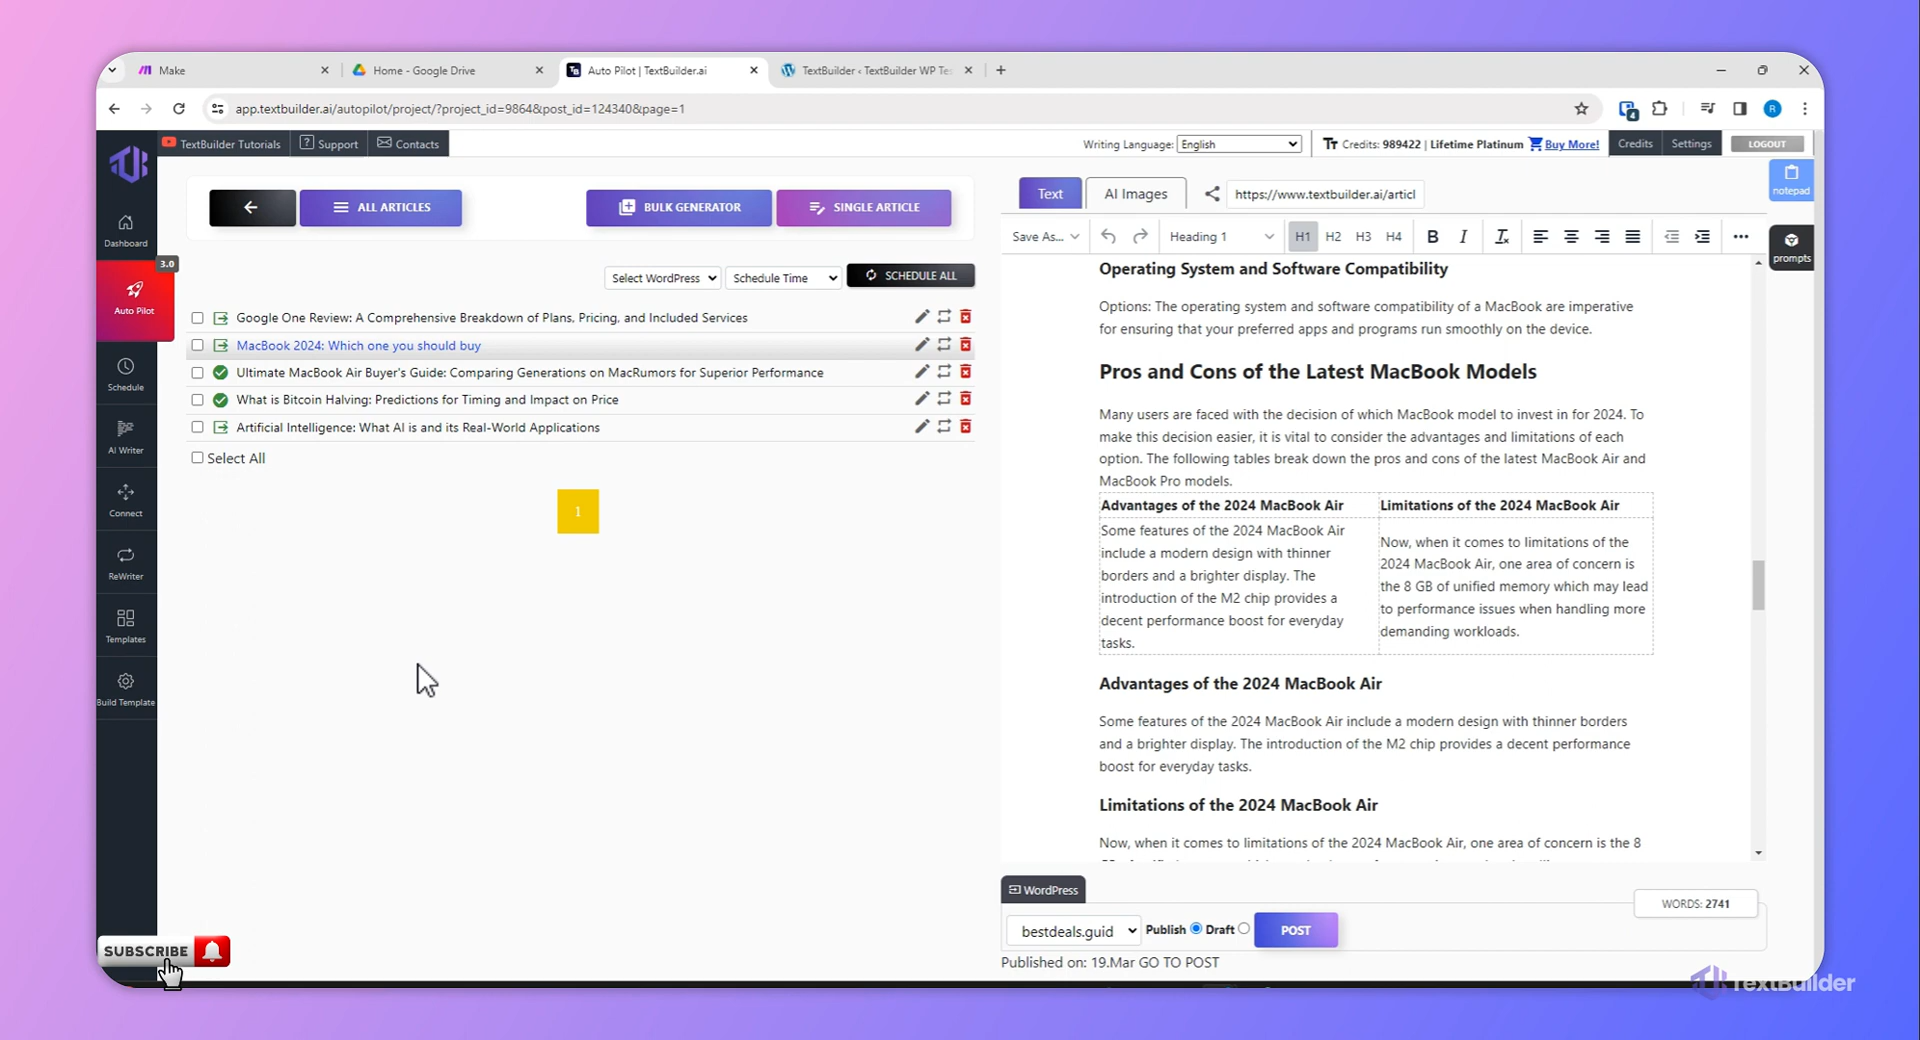 Make
Home - Google Drive
Auto Pilot | TextBuilder.ai
TextBuilder ‹ TextBuilder WP Te
app.textbuilder.ai/autopilot/project/?project_id=9864&post_id=124340&page=1
4
R
TextBuilder Tutorials
Support
Contacts
Writing Language:
English
Credits: 989422 | Lifetime Platinum
Buy More!
Credits
Settings
LOGOUT
Dashboard
3.0
Auto Pilot
Schedule
AI Writer
Connect
ReWriter
Templates
Build Template
ALL ARTICLES
BULK GENERATOR
SINGLE ARTICLE
Select WordPress
Schedule Time
SCHEDULE ALL
Google One Review: A Comprehensive Breakdown of Plans, Pricing, and Included Services
MacBook 2024: Which one you should buy
Ultimate MacBook Air Buyer's Guide: Comparing Generations on MacRumors for Superior Performance
What is Bitcoin Halving: Predictions for Timing and Impact on Price
Artificial Intelligence: What AI is and its Real-World Applications
Select All
1
Text
AI Images
https://www.textbuilder.ai/articl
notepad
prompts
Save As...
Heading 1
H1
H2
H3
H4
B
I
Operating System and Software Compatibility
Options: The operating system and software compatibility of a MacBook are imperative
for ensuring that your preferred apps and programs run smoothly on the device.
Pros and Cons of the Latest MacBook Models
Many users are faced with the decision of which MacBook model to invest in for 2024. To
make this decision easier, it is vital to consider the advantages and limitations of each
option. The following tables break down the pros and cons of the latest MacBook Air and
MacBook Pro models.
Advantages of the 2024 MacBook Air
Some features of the 2024 MacBook Air
include a modern design with thinner
borders and a brighter display. The
introduction of the M2 chip provides a
decent performance boost for everyday
tasks.
Limitations of the 2024 MacBook Air
Now, when it comes to limitations of the
2024 MacBook Air, one area of concern is
the 8 GB of unified memory which may lead
to performance issues when handling more
demanding workloads.
Advantages of the 2024 MacBook Air
Some features of the 2024 MacBook Air include a modern design with thinner borders
and a brighter display. The introduction of the M2 chip provides a decent performance
boost for everyday tasks.
Limitations of the 2024 MacBook Air
Now, when it comes to limitations of the 2024 MacBook Air, one area of concern is the 8
WordPress
WORDS: 2741
bestdeals.guid
Publish
Draft
POST
Published on: 19.Mar GO TO POST
SUBSCRIBE
TextBuilder